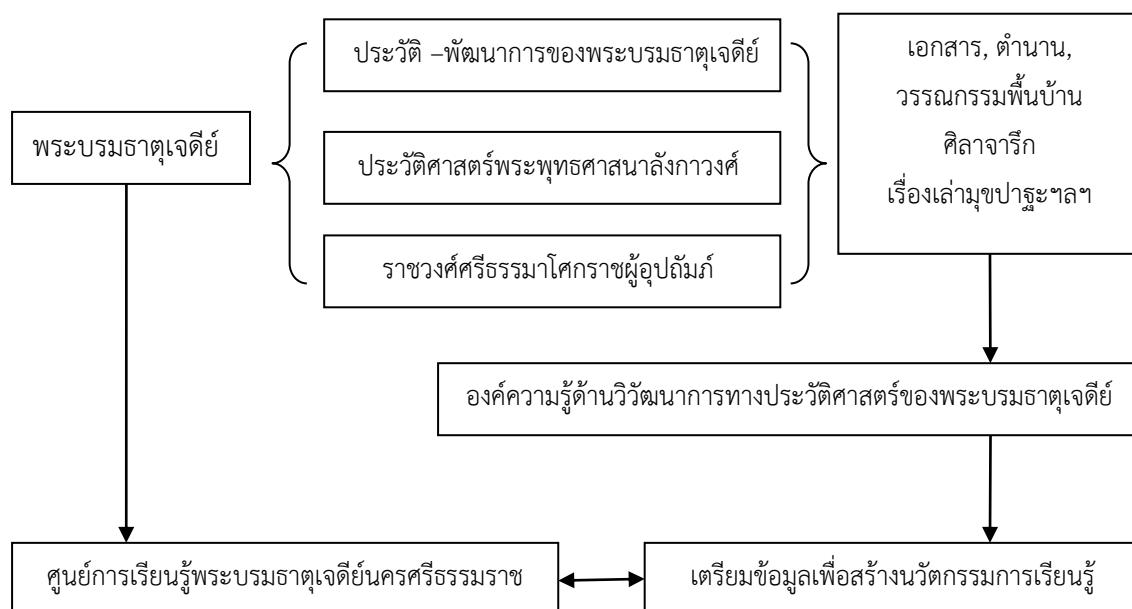 ประวัติ –พัฒนาการของพระบรมธาตุเจดีย์
เอกสาร, ตำนาน,
วรรณกรรมพื้นบ้าน
ศิลาจารึก
เรื่องเล่ามุขปาฐะฯลฯ
พระบรมธาตุเจดีย์
ประวัติศาสตร์พระพุทธศาสนาลังกาวงศ์
ราชวงศ์ศรีธรรมาโศกราชผู้อุปถัมภ์
องค์ความรู้ด้านวิวัฒนาการทางประวัติศาสตร์ของพระบรมธาตุเจดีย์
ศูนย์การเรียนรู้พระบรมธาตุเจดีย์นครศรีธรรมราช
เตรียมข้อมูลเพื่อสร้างนวัตกรรมการเรียนรู้